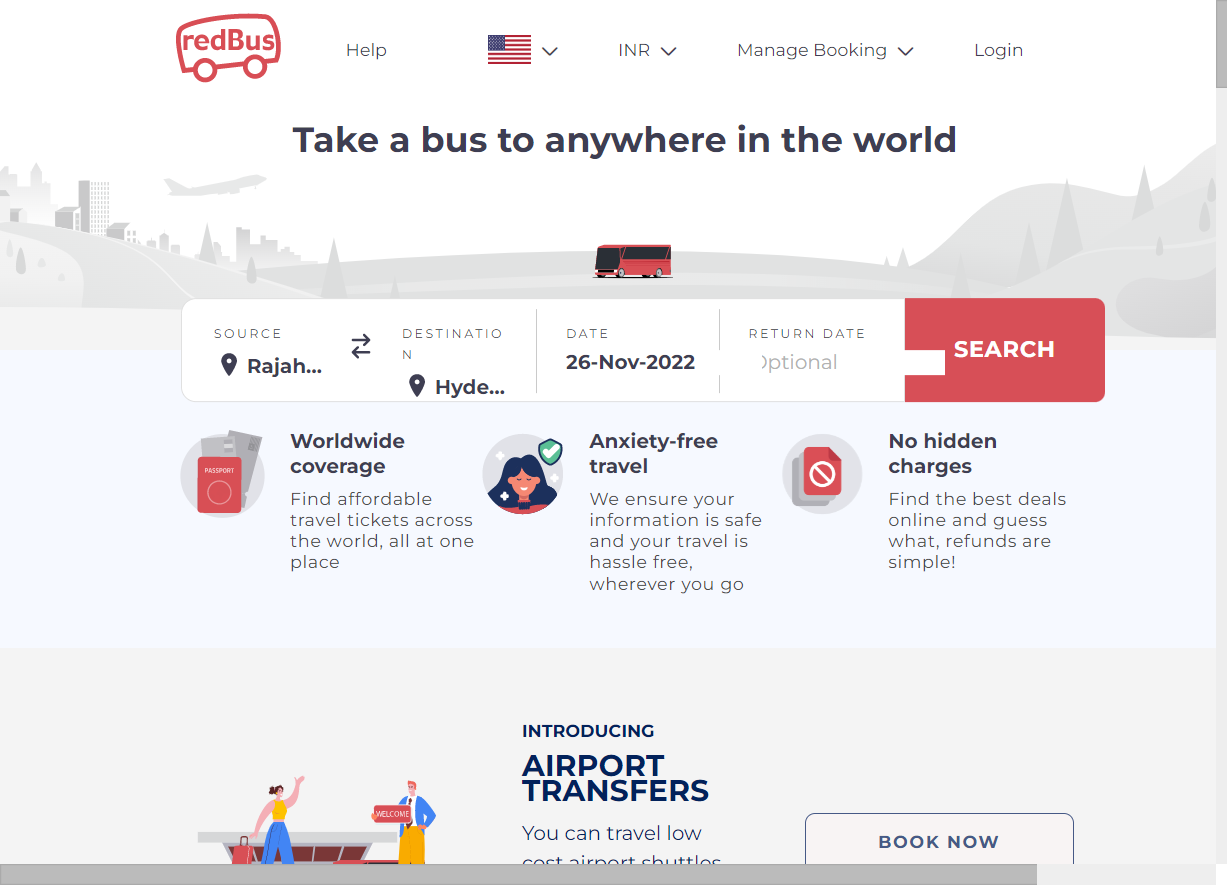 redBus
Help
INR
Manage Booking
Login
Take a bus to anywhere in the world
SOURCE
Rajah...
DESTINATIO
N
Hyde...
DATE
26-Nov-2022
RETURN DATE
Optional
SEARCH
PASSPORT
Worldwide
coverage
Find affordable
travel tickets across
the world, all at one
place
Anxiety-free
travel
We ensure your
information is safe
and your travel is
hassle free,
wherever you go
No hidden
charges
Find the best deals
online and guess
what, refunds are
simple!
WELCOME
INTRODUCING
AIRPORT
TRANSFERS
You can travel low
cost airport shuttles
BOOK NOW